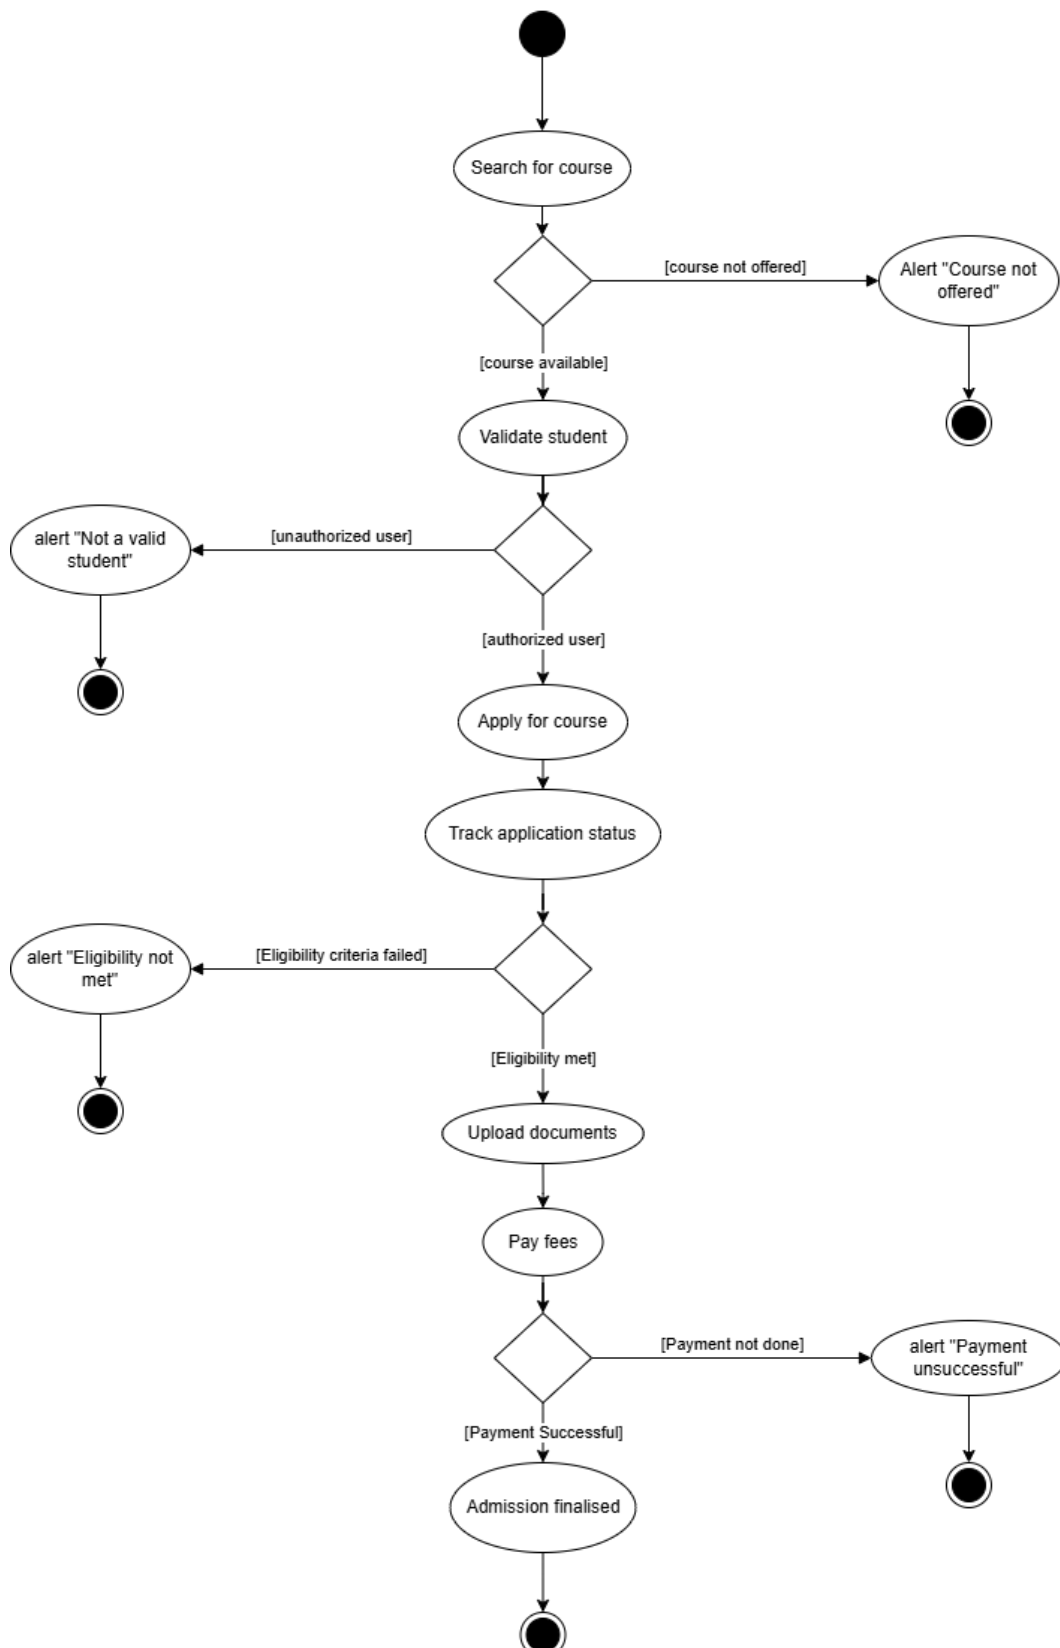 Search for course
[course not offered]
Alert "Course not
offered"
[course available]
Validate student
[unauthorized user]
alert "Not a valid
student"
[authorized user]
Apply for course
Track application status
[Eligibility criteria failed]
alert "Eligibility not
met"
[Eligibility met]
Upload documents
Pay fees
[Payment not done]
alert "Payment
unsuccessful"
[Payment Successful]
Admission finalised